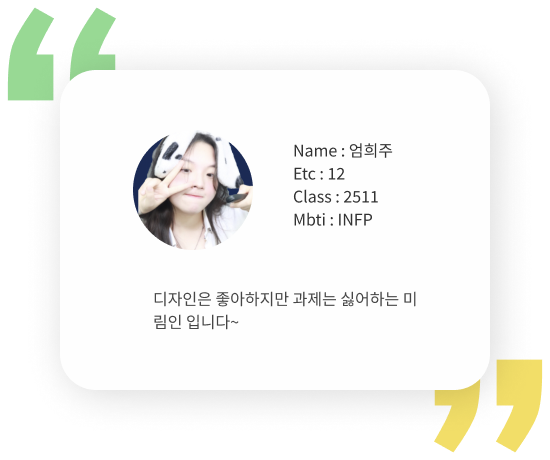 Name : 엄희주
Etc : 12
Class : 2511
Mbti : INFP
디자인은 좋아하지만 과제는 싫어하는 미
림인 입니다~